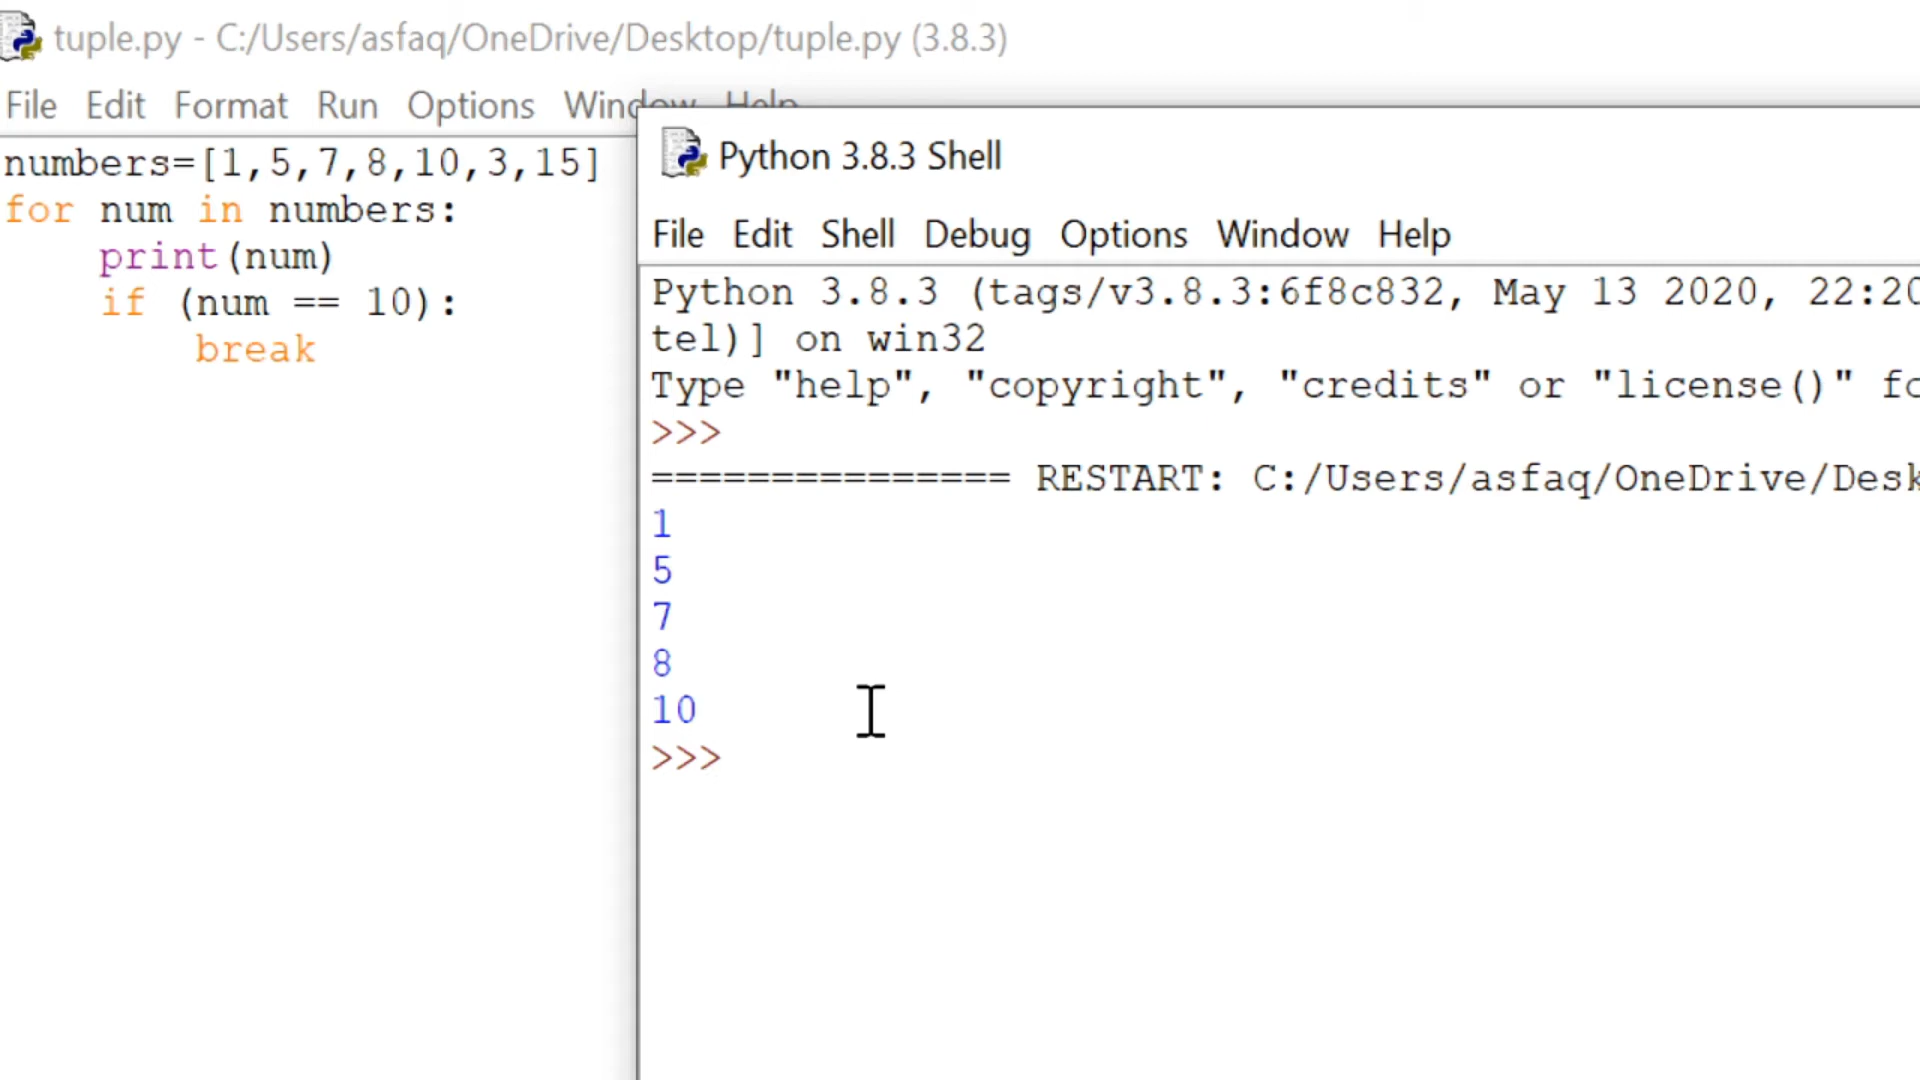 tuple.py - C:/Users/asfaq/OneDrive/Desktop/tuple.py (3.8.3)
File Edit Format Run Options Window Help
numbers=[1,5,7,8,10,3,15]
for num in numbers:
    print(num)
    if (num == 10):
        break
Python 3.8.3 Shell
File Edit Shell Debug Options Window Help
Python 3.8.3 (tags/v3.8.3:6f8c832, May 13 2020, 22:20
tel)] on win32
Type "help", "copyright", "credits" or "license()" fo
>>>
=============== RESTART: C:/Users/asfaq/OneDrive/Desk
1
5
7
8
10
>>>